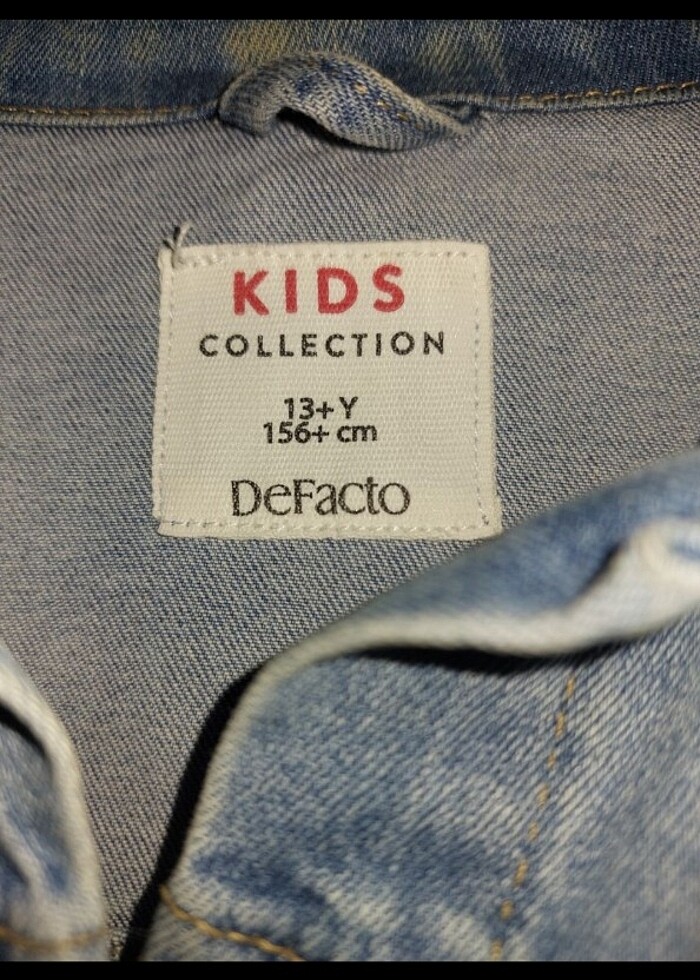 KIDS
COLLECTION
13+ Y
156+ cm
DeFacto